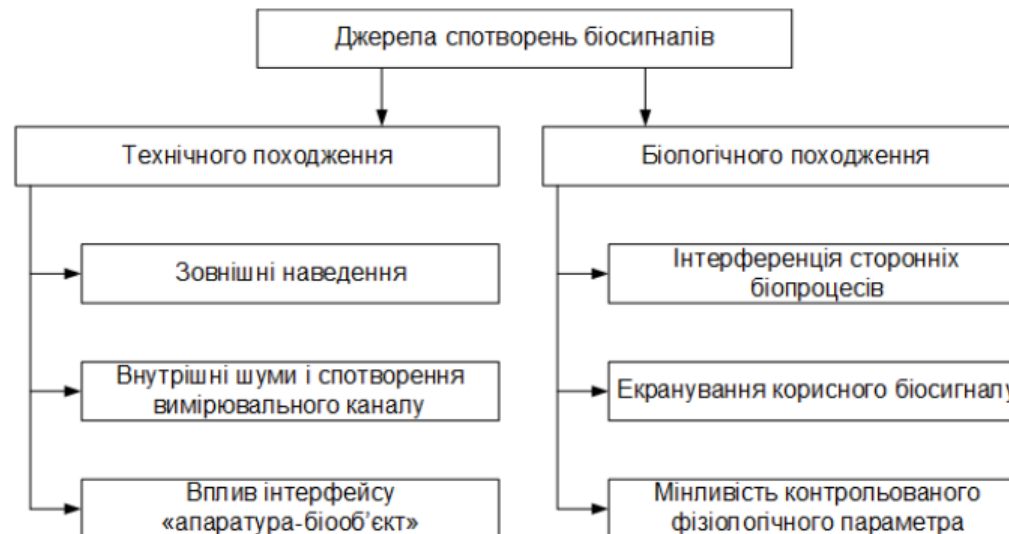 Джерела спотворень біосигналів
Технічного походження
Зовнішні наведення
Внутрішні шуми і спотворення
вимірювального каналу
Вплив інтерфейсу
«апаратура-біооб’єкт»
Біологічного походження
Інтерференція сторонніх
біопроцесів
Екранування корисного біосигналу
Мінливість контрольованого
фізіологічного параметра